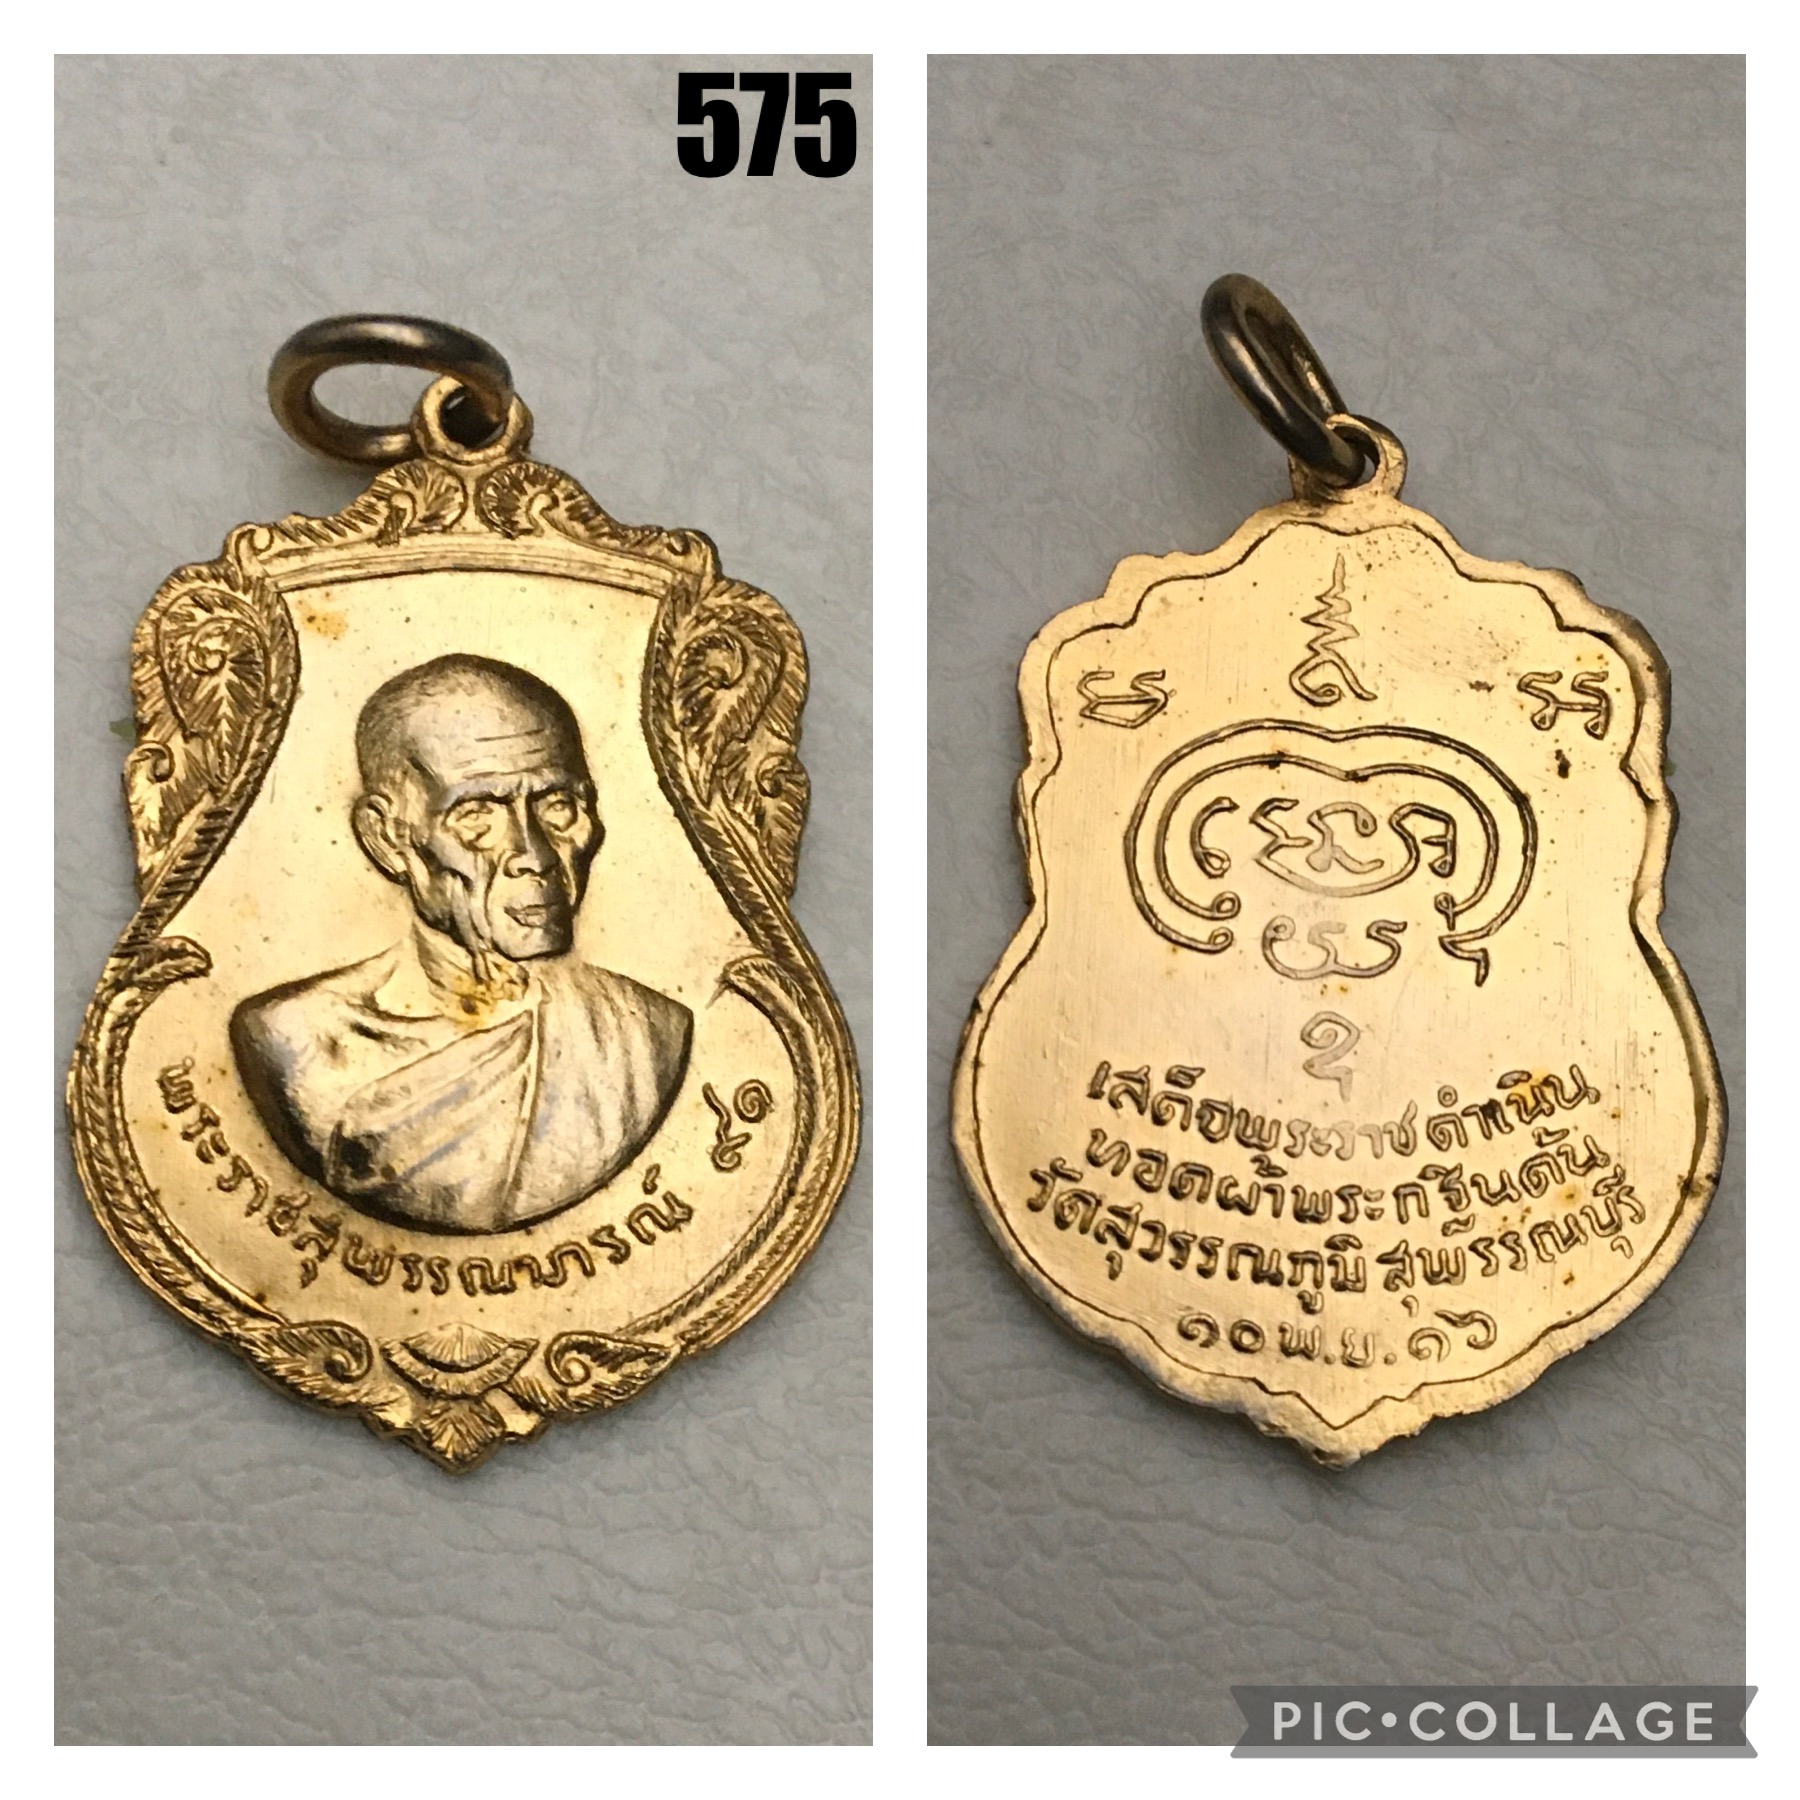 575
พระราชสุพรรณาภรณ์ ๙๑
เสด็จพระราชดำเนิน
ทอดผ้าพระกฐินต้น
วัดสุวรรณภูมิ สุพรรณบุรี
๑๐ พ.ย. ๑๖
PIC•COLLAGE